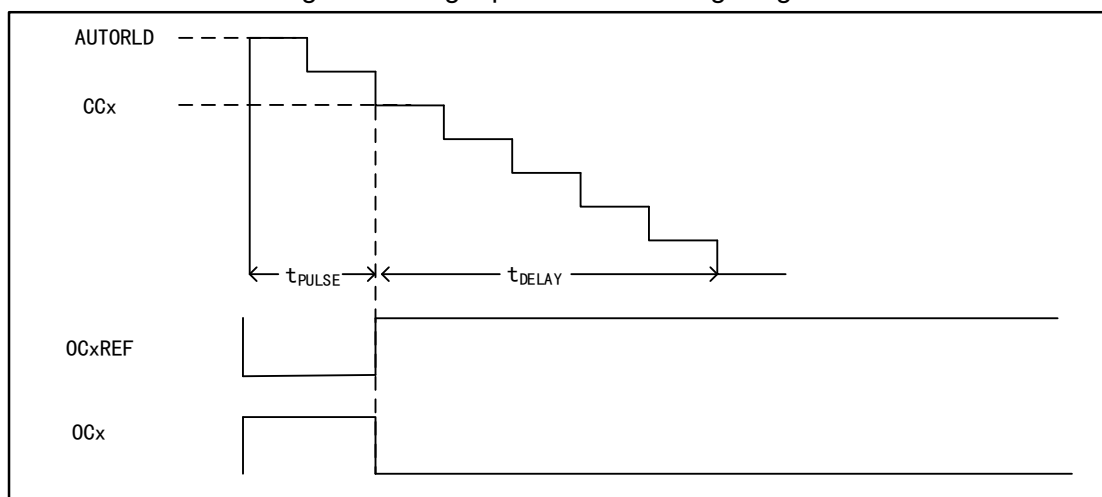 AUTORLD
CCx
tPULSE
tDELAY
OCxREF
OCx